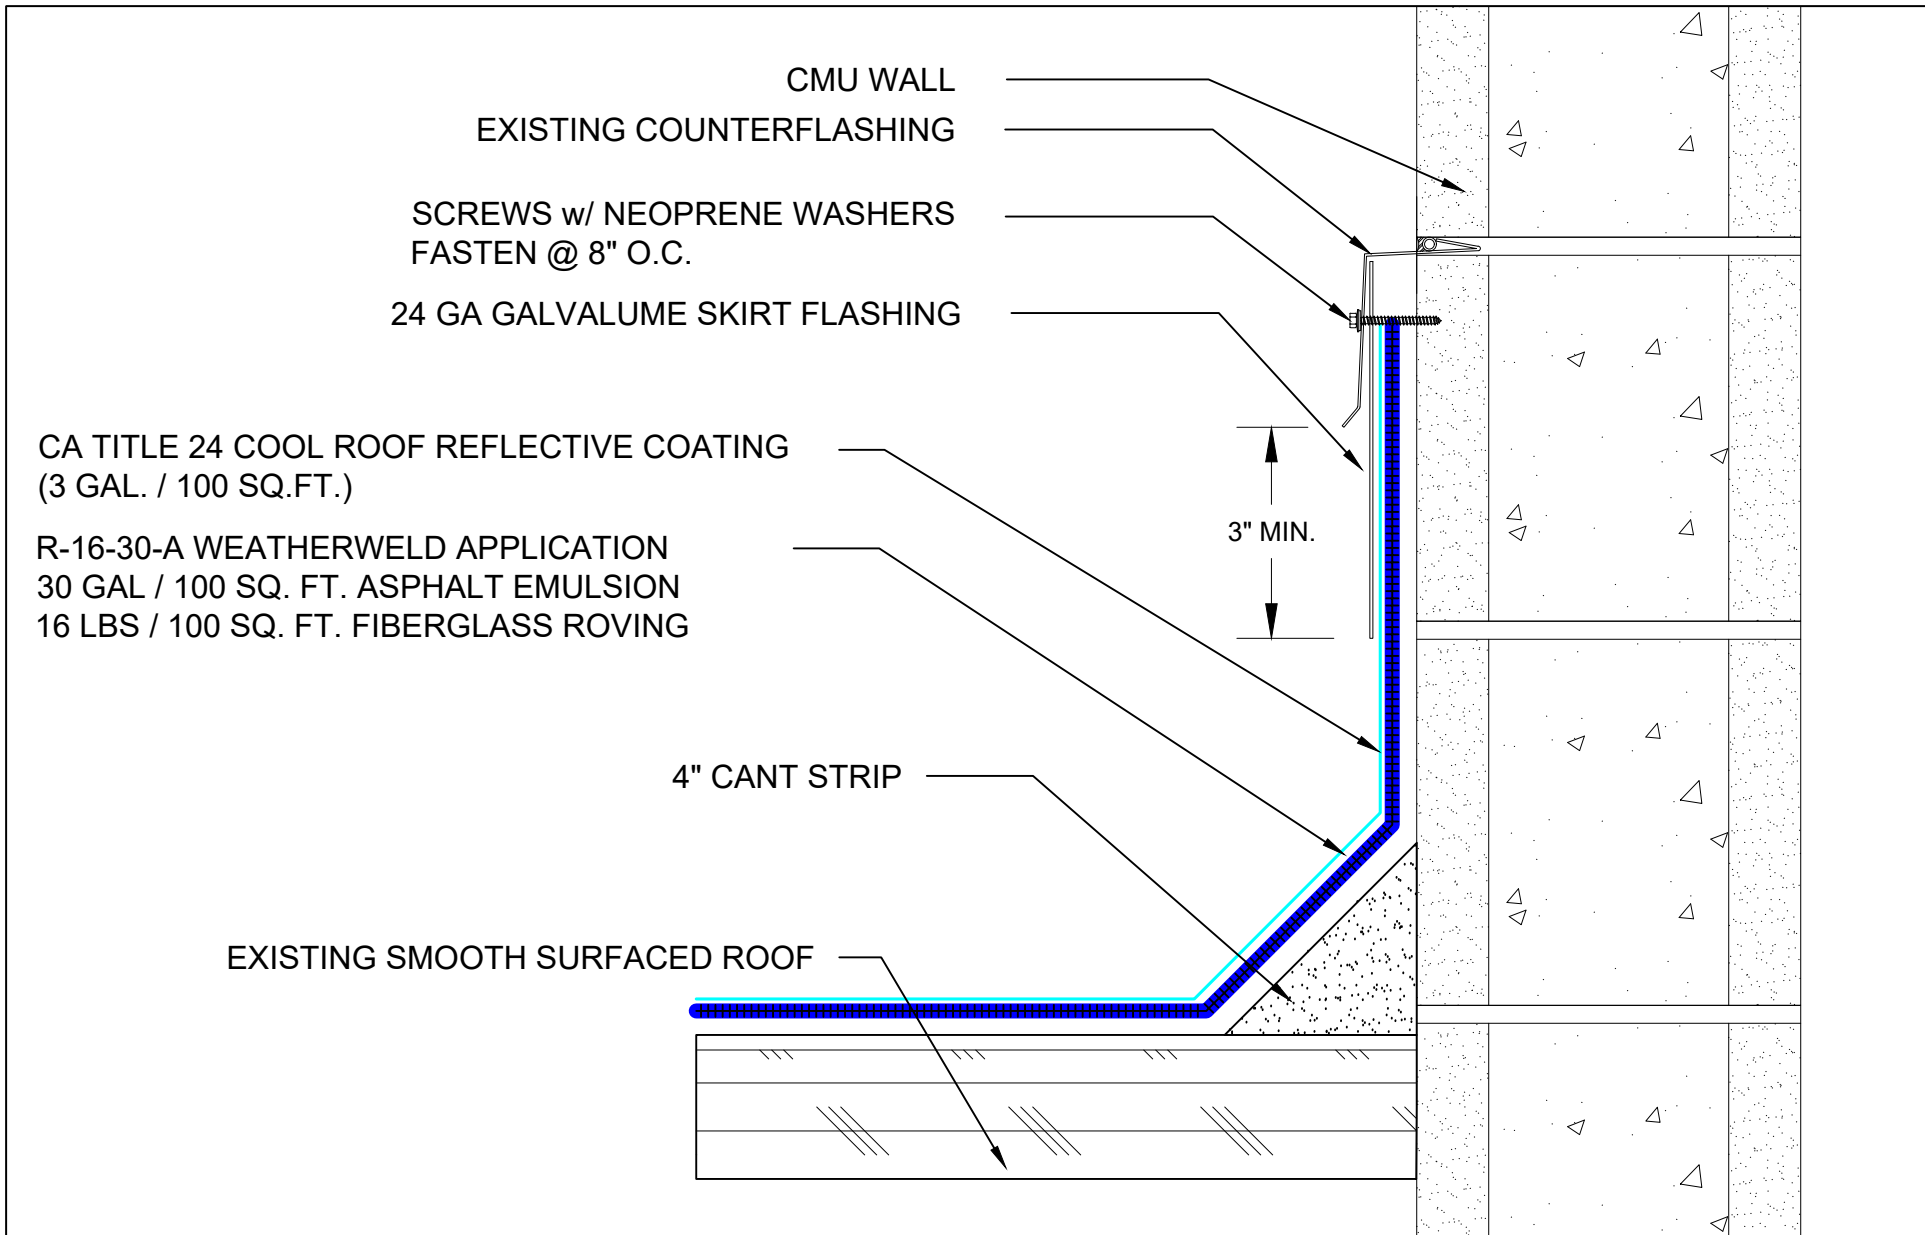 CMU WALL
EXISTING COUNTERFLASHING
SCREWS w/ NEOPRENE WASHERS
FASTEN @ 8" O.C.
24 GA GALVALUME SKIRT FLASHING
CA TITLE 24 COOL ROOF REFLECTIVE COATING
(3 GAL. / 100 SQ.FT.)
3" MIN.
R-16-30-A WEATHERWELD APPLICATION
30 GAL / 100 SQ. FT. ASPHALT EMULSION
16 LBS / 100 SQ. FT. FIBERGLASS ROVING
4" CANT STRIP
EXISTING SMOOTH SURFACED ROOF